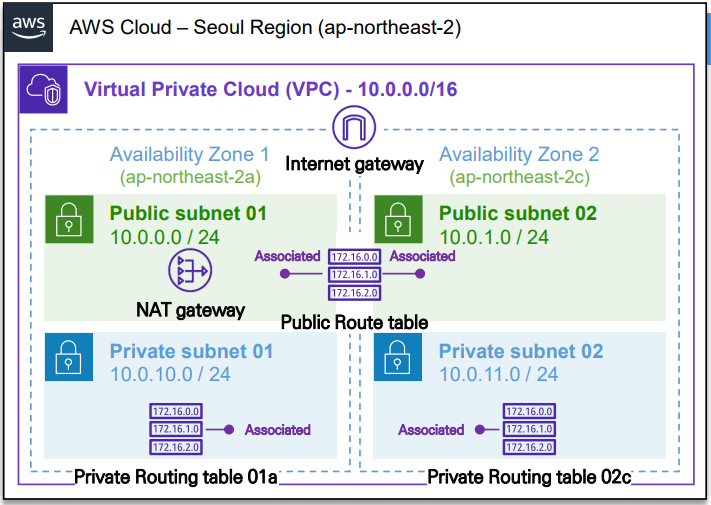 aws
AWS Cloud – Seoul Region (ap-northeast-2)
Virtual Private Cloud (VPC) - 10.0.0.0/16
Internet gateway
Availability Zone 1
(ap-northeast-2a)
Availability Zone 2
(ap-northeast-2c)
Public subnet 01
10.0.0.0 / 24
Public subnet 02
10.0.1.0 / 24
NAT gateway
Associated
172.16.0.0
172.16.1.0
172.16.2.0
Associated
Public Route table
Private subnet 01
10.0.10.0 / 24
Private subnet 02
10.0.11.0 / 24
172.16.0.0
172.16.1.0
172.16.2.0
Associated
Private Routing table 01a
Associated
172.16.0.0
172.16.1.0
172.16.2.0
Private Routing table 02c